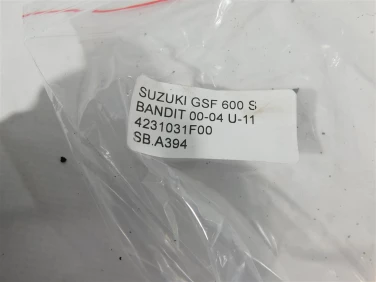 SUZUKI GSF 600 S
BANDIT 00-04 U-11
4231031F00
SB.A394